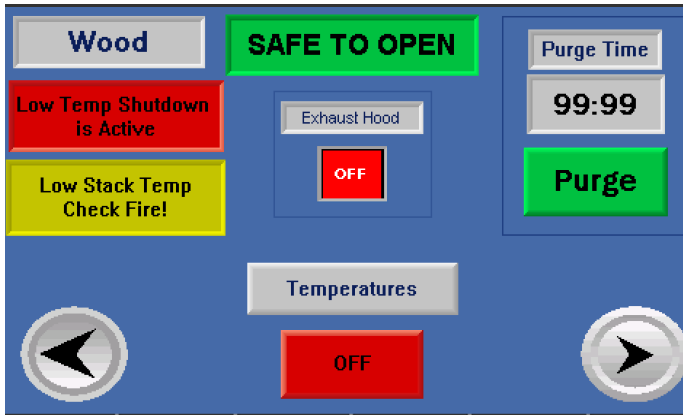 Wood
SAFE TO OPEN
Purge Time
Low Temp Shutdown
is Active
Exhaust Hood
99:99
OFF
Low Stack Temp
Check Fire!
Purge
Temperatures
OFF